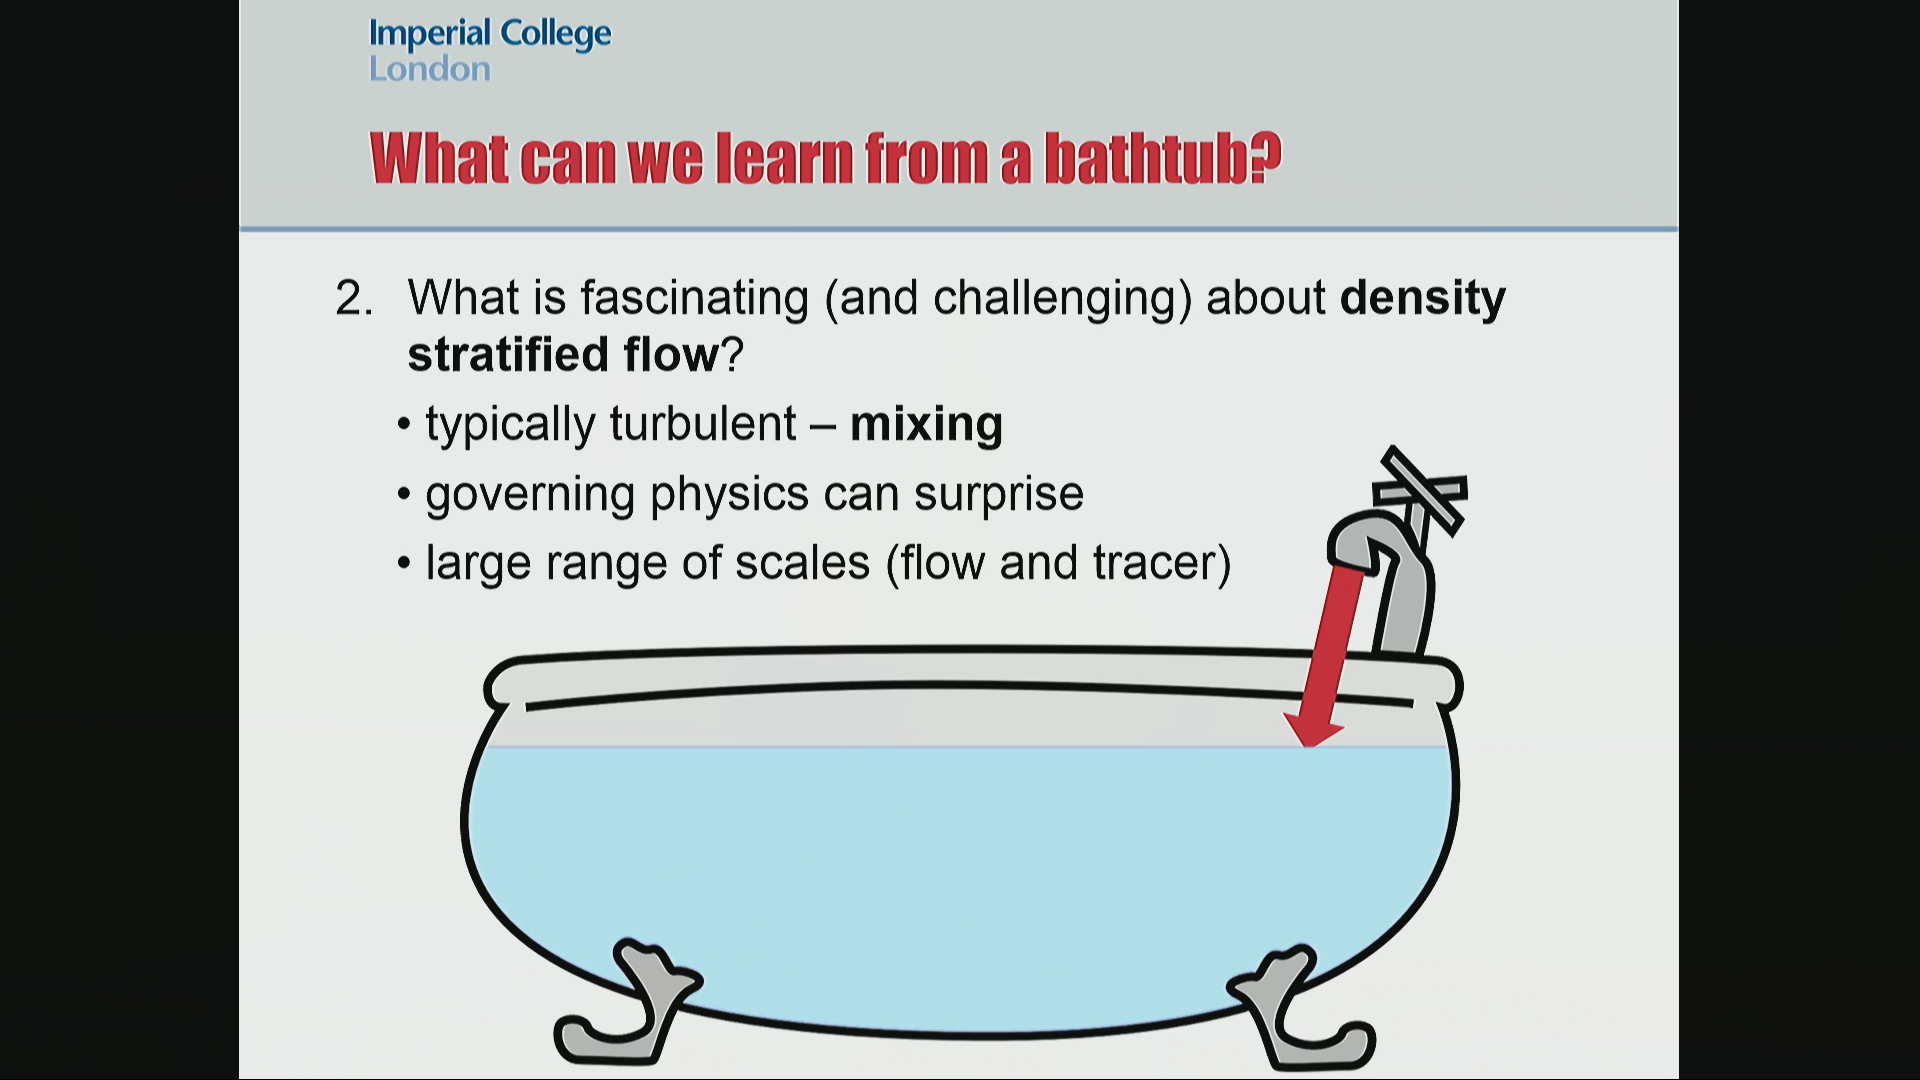 Imperial College
London
What can we learn from a bathtub?
2. What is fascinating (and challenging) about density
stratified flow?
• typically turbulent – mixing
• governing physics can surprise
• large range of scales (flow and tracer)